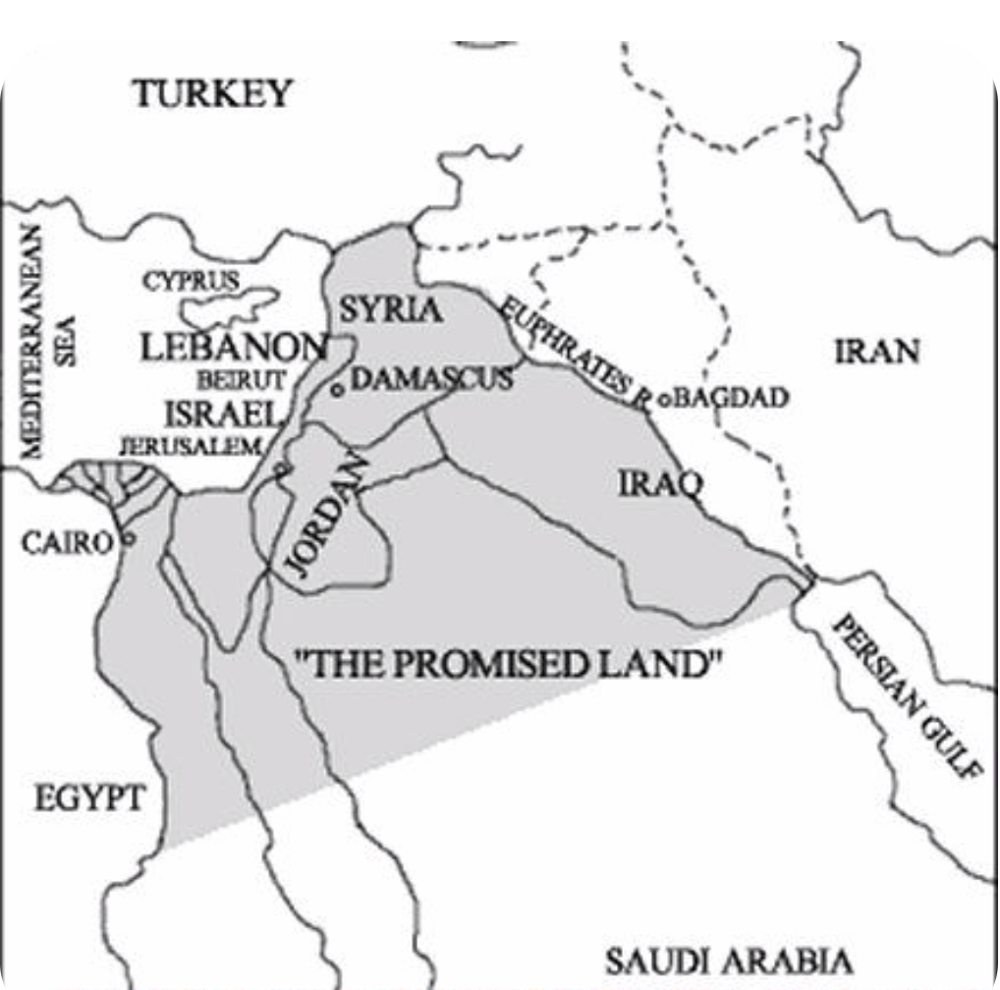 TURKEY
MEDITERRANEAN
SEA
CYPRUS
SYRIA
EUPHRATES R.
LEBANON
IRAN
BEIRUT
DAMASCUS
BAGDAD
ISRAEL
JERUSALEM
IRAQ
JORDAN
CAIRO
"THE PROMISED LAND"
PERSIAN GULF
EGYPT
SAUDI ARABIA